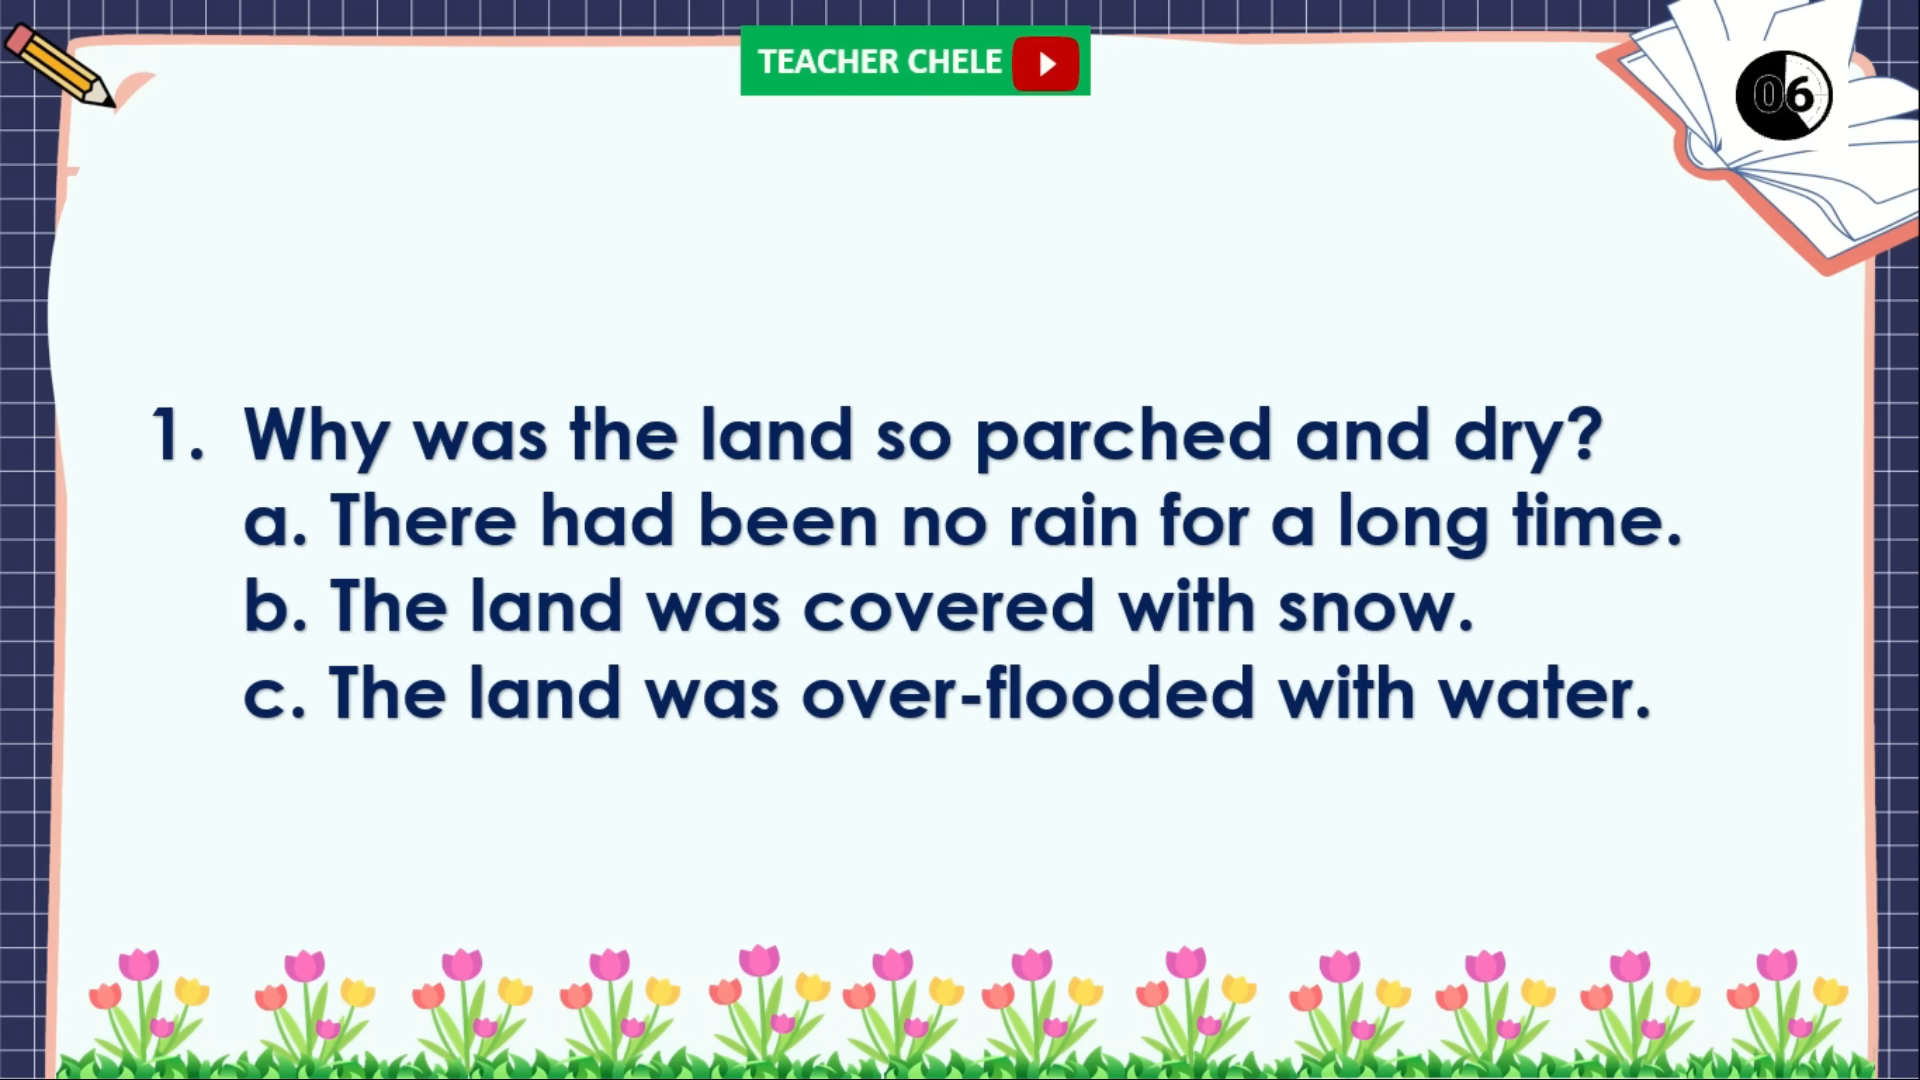 TEACHER CHELE
06
1. Why was the land so parched and dry?
a. There had been no rain for a long time.
b. The land was covered with snow.
c. The land was over-flooded with water.